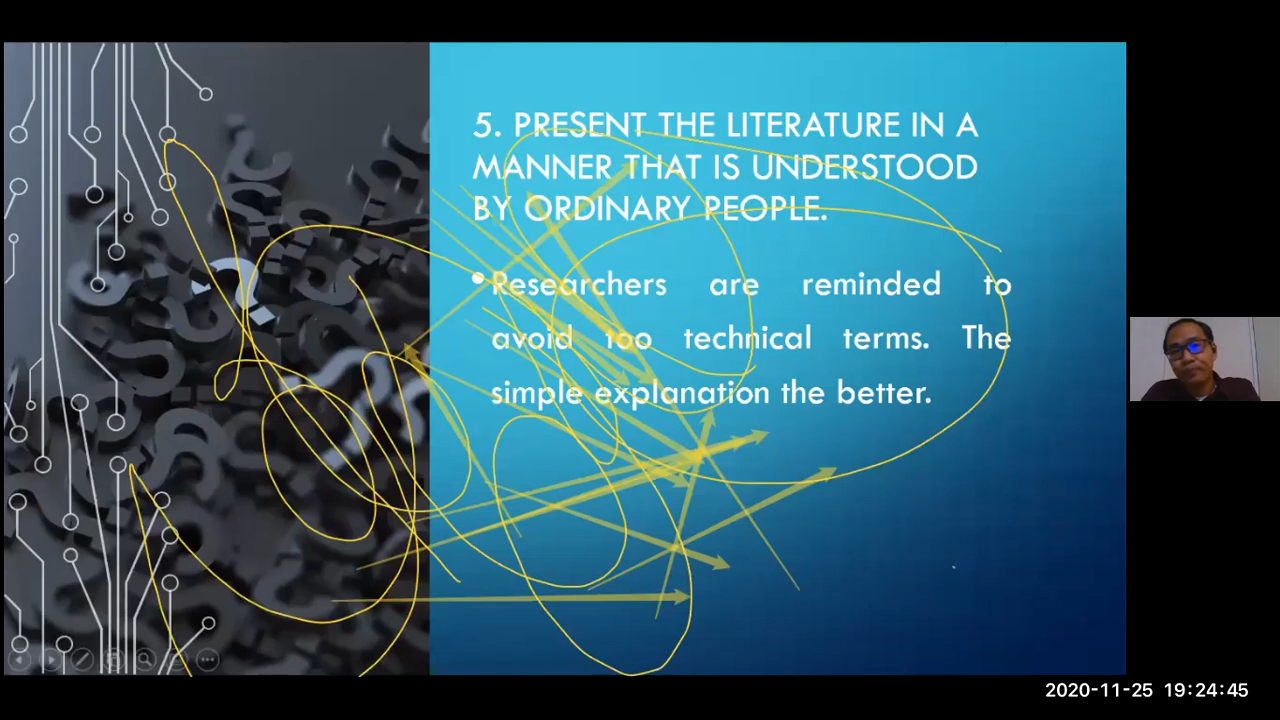 5. PRESENT THE LITERATURE IN A
MANNER THAT IS UNDERSTOOD
BY ORDINARY PEOPLE.
• Researchers are reminded to
avoid too technical terms. The
simple explanation the better.
2020-11-25 19:24:45